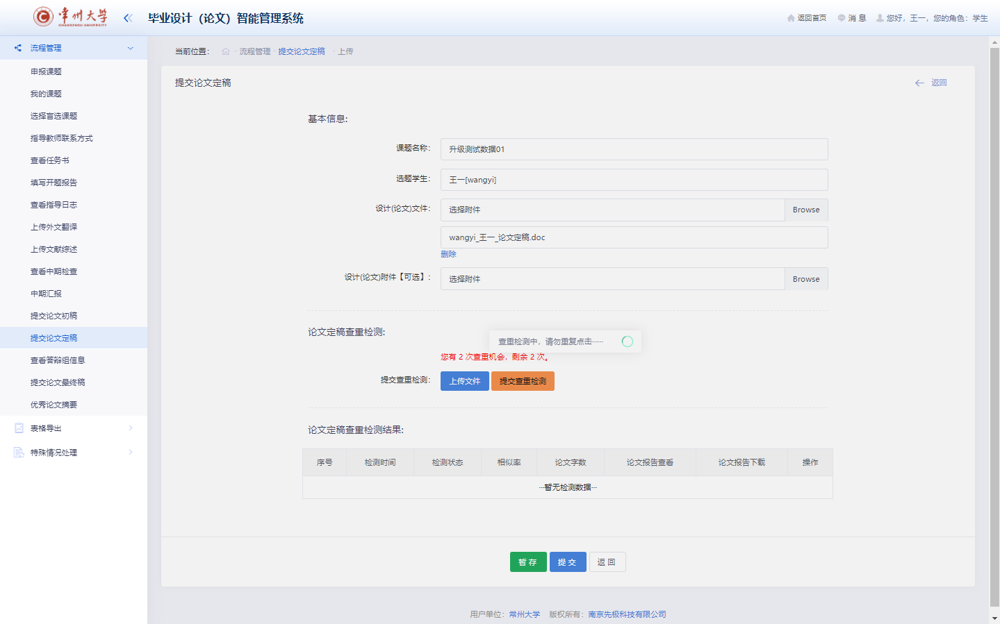 常州大学
CHANGZHOU UNIVERSITY
毕业设计（论文）智能管理系统
返回首页
消 息
您好，王一，您的角色：学生
流程管理
申报课题
我的课题
选择盲选课题
指导教师联系方式
查看任务书
填写开题报告
查看指导日志
上传外文翻译
上传文献综述
查看中期检查
中期汇报
提交论文初稿
提交论文定稿
查看答辩组信息
提交论文最终稿
优秀论文摘要
表格导出
特殊情况处理
当前位置： 流程管理 提交论文定稿 上传
提交论文定稿
返回
基本信息:
课题名称： 升级测试数据01
选题学生： 王一[wangyi]
设计(论文)文件： 选择附件 Browse
wangyi_王一_论文定稿.doc
删除
设计(论文)附件【可选】： 选择附件 Browse
论文定稿查重检测:
查重检测中，请勿重复点击······
您有 2 次查重机会，剩余 2 次。
提交查重检测： 上传文件 提交查重检测
论文定稿查重检测结果:
序号 检测时间 检测状态 相似率 论文字数 论文报告查看 论文报告下载 操作
···暂无检测数据···
暂 存 提 交 返 回
用户单位：常州大学 版权所有：南京先极科技有限公司